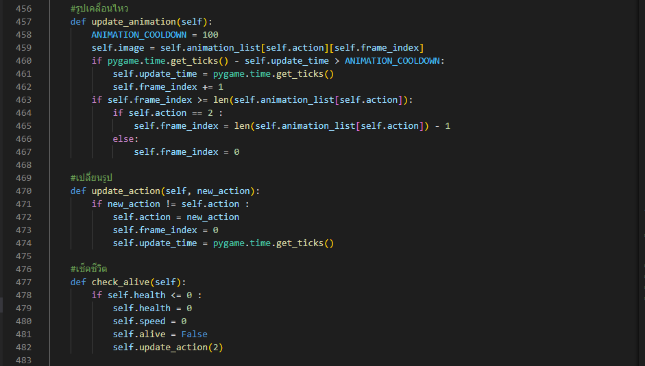 456 #รูปเคลื่อนไหว
457 def update_animation(self):
458 ANIMATION_COOLDOWN = 100
459 self.image = self.animation_list[self.action][self.frame_index]
460 if pygame.time.get_ticks() - self.update_time > ANIMATION_COOLDOWN:
461 self.update_time = pygame.time.get_ticks()
462 self.frame_index += 1
463 if self.frame_index >= len(self.animation_list[self.action]):
464 if self.action == 2 :
465 self.frame_index = len(self.animation_list[self.action]) - 1
466 else:
467 self.frame_index = 0
468
469 #เปลี่ยนรูป
470 def update_action(self, new_action):
471 if new_action != self.action :
472 self.action = new_action
473 self.frame_index = 0
474 self.update_time = pygame.time.get_ticks()
475
476 #เช็คชีวิต
477 def check_alive(self):
478 if self.health <= 0 :
479 self.health = 0
480 self.speed = 0
481 self.alive = False
482 self.update_action(2)
483